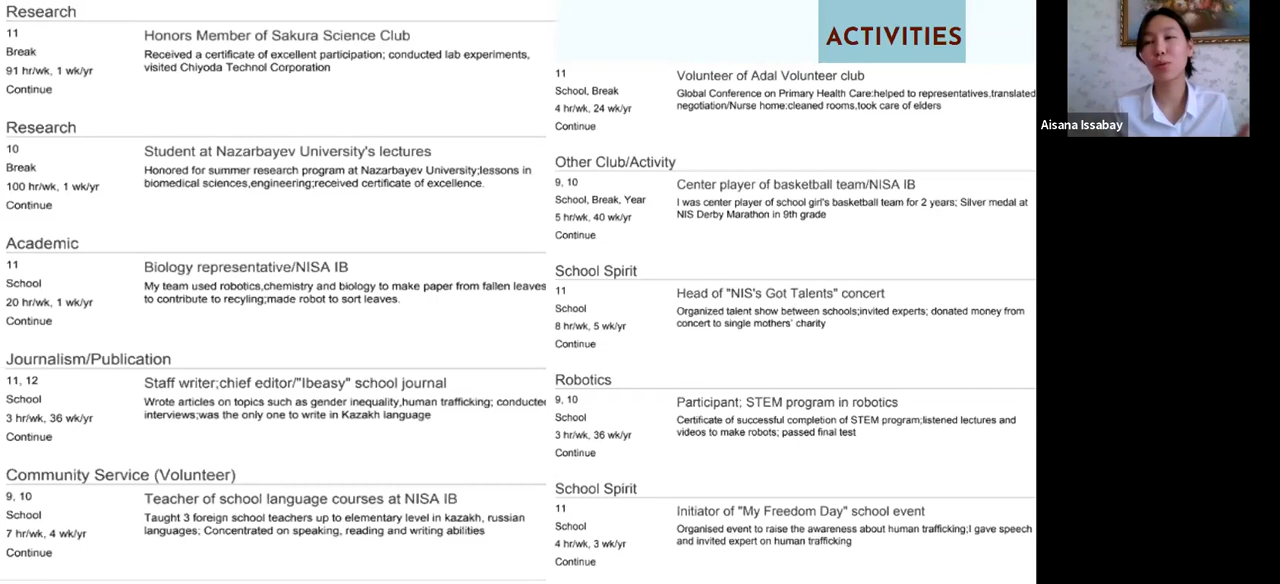 Research
11
Honors Member of Sakura Science Club
Break
Received a certificate of excellent participation; conducted lab experiments,
91 hr/wk, 1 wk/yr
visited Chiyoda Technol Corporation
Continue
Research
10
Student at Nazarbayev University's lectures
Break
Honored for summer research program at Nazarbayev University;lessons in
100 hr/wk, 1 wk/yr
biomedical sciences,engineering;received certificate of excellence.
Continue
Academic
11
Biology representative/NISA IB
School
My team used robotics,chemistry and biology to make paper from fallen leaves
20 hr/wk, 1 wk/yr
to contribute to recyling;made robot to sort leaves.
Continue
Journalism/Publication
11, 12
Staff writer;chief editor/"Ibeasy" school journal
School
Wrote articles on topics such as gender inequality,human trafficking; conducted
3 hr/wk, 36 wk/yr
interviews;was the only one to write in Kazakh language
Continue
Community Service (Volunteer)
9, 10
Teacher of school language courses at NISA IB
School
Taught 3 foreign school teachers up to elementary level in kazakh, russian
7 hr/wk, 4 wk/yr
languages; Concentrated on speaking, reading and writing abilities
Continue
ACTIVITIES
11
Volunteer of Adal Volunteer club
School, Break
Global Conference on Primary Health Care:helped to representatives,translated
4 hr/wk, 24 wk/yr
negotiation/Nurse home:cleaned rooms,took care of elders
Continue
Other Club/Activity
9, 10
Center player of basketball team/NISA IB
School, Break, Year
I was center player of school girl's basketball team for 2 years; Silver medal at
5 hr/wk, 40 wk/yr
NIS Derby Marathon in 9th grade
Continue
School Spirit
11
Head of "NIS's Got Talents" concert
School
Organized talent show between schools;invited experts; donated money from
8 hr/wk, 5 wk/yr
concert to single mothers' charity
Continue
Robotics
9, 10
Participant; STEM program in robotics
School
Certificate of successful completion of STEM program;listened lectures and
3 hr/wk, 36 wk/yr
videos to make robots; passed final test
Continue
School Spirit
11
Initiator of "My Freedom Day" school event
School
Organised event to raise the awareness about human trafficking;I gave speech
4 hr/wk, 3 wk/yr
and invited expert on human trafficking
Continue
Aisana Issabay